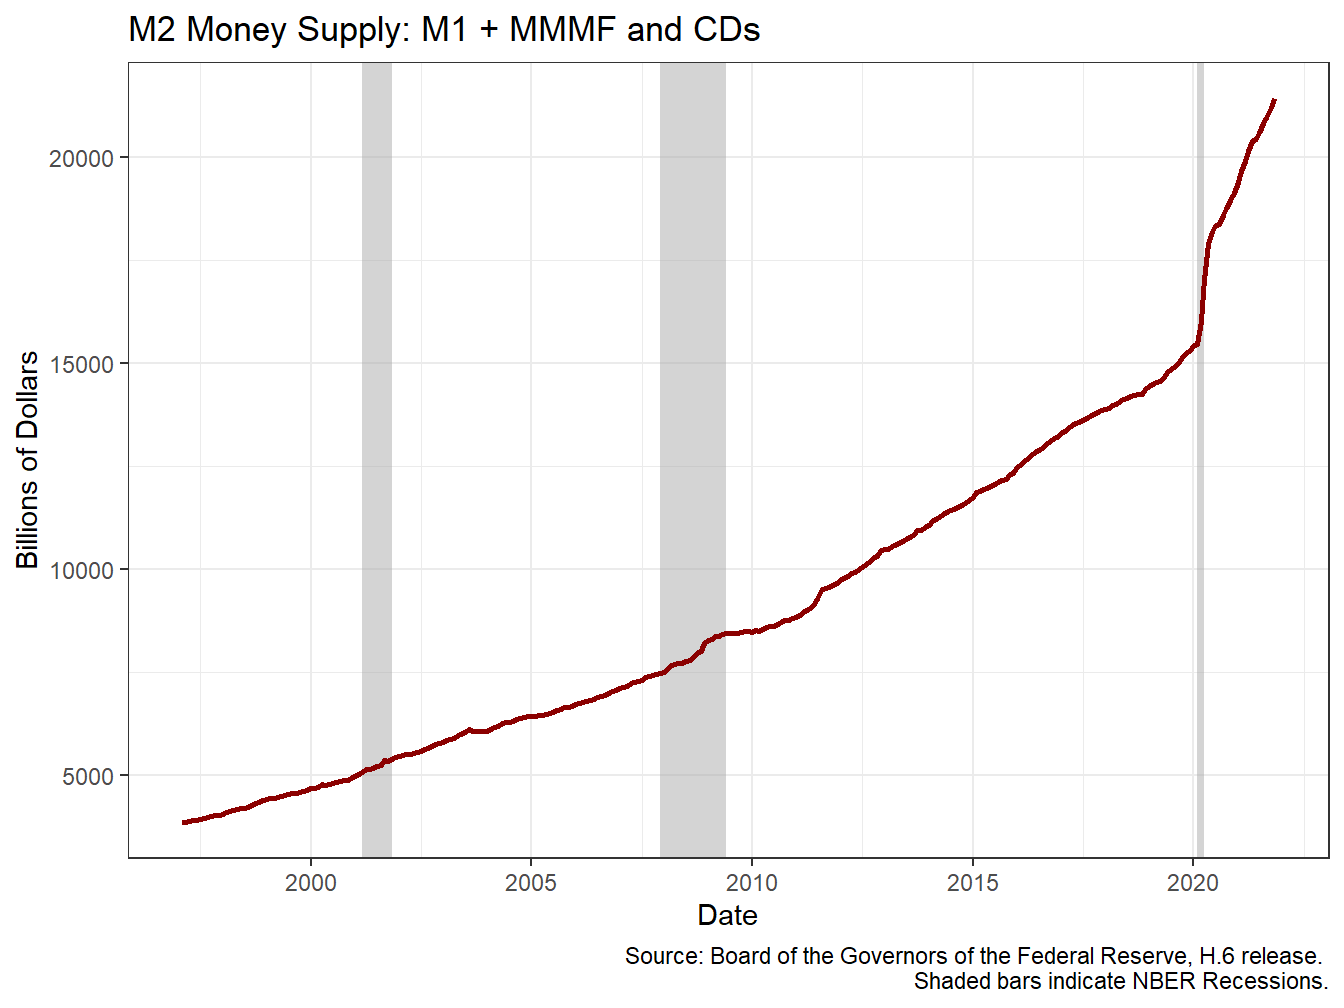 M2 Money Supply: M1 + MMMF and CDs
Billions of Dollars
20000
15000
10000
5000
2000
2005
2010
2015
2020
Date
Source: Board of the Governors of the Federal Reserve, H.6 release.
Shaded bars indicate NBER Recessions.